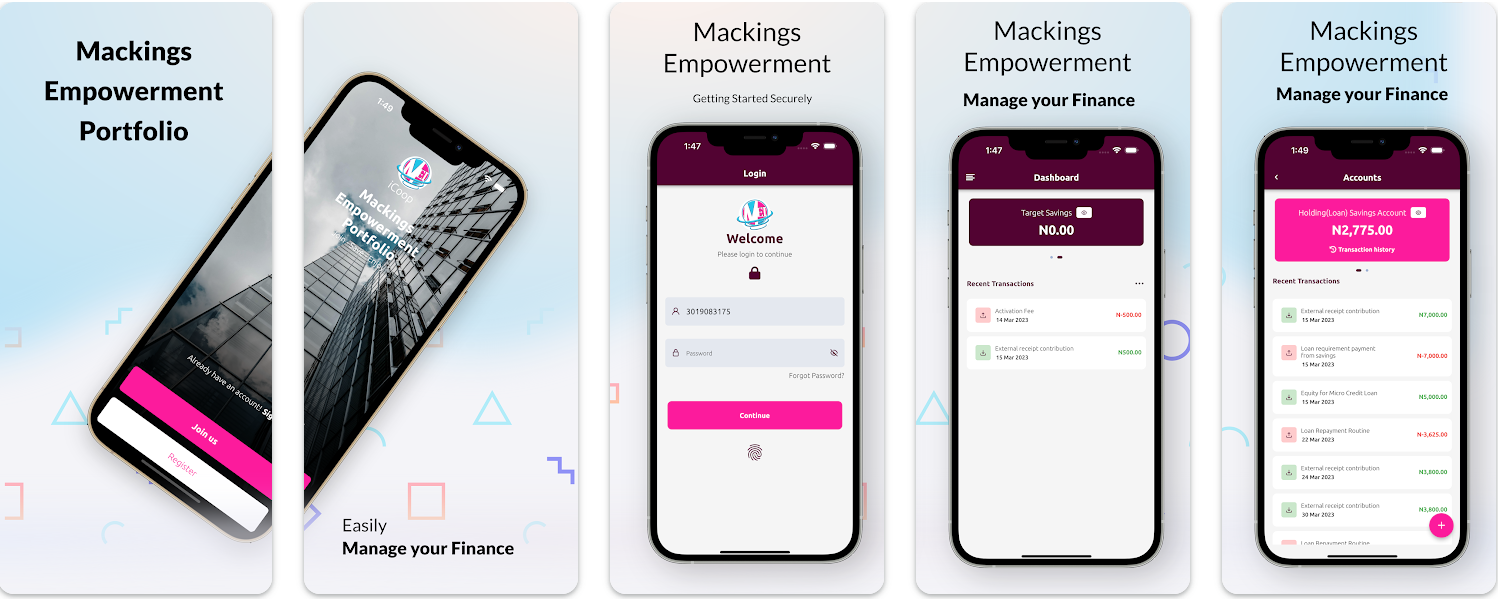 Mackings
Empowerment
Portfolio
Already have an account! Sig
Join us
Register
1:49
iCoop
Mackings
Empowerment
Portfolio
Easily
Manage your Finance
Mackings
Empowerment
Getting Started Securely
1:47
Login
Welcome
Please login to continue
3019083175
Password
Forgot Password?
Continue
Mackings
Empowerment
Manage your Finance
1:47
Dashboard
Target Savings
N0.00
Recent Transactions
Activation Fee
N-500.00
14 Mar 2023
External receipt contribution
N500.00
15 Mar 2023
Mackings
Empowerment
Manage your Finance
1:49
Accounts
Holding(Loan) Savings Account
N2,775.00
Transaction history
Recent Transactions
External receipt contribution
N7,000.00
15 Mar 2023
Loan requirement payment
from savings
N-7,000.00
15 Mar 2023
Equity for Micro Credit Loan
N5,000.00
15 Mar 2023
Loan Repayment Routine
N-3,625.00
22 Mar 2023
External receipt contribution
N3,800.00
24 Mar 2023
External receipt contribution
N3,800.00
30 Mar 2023
Loan Repayment Routine